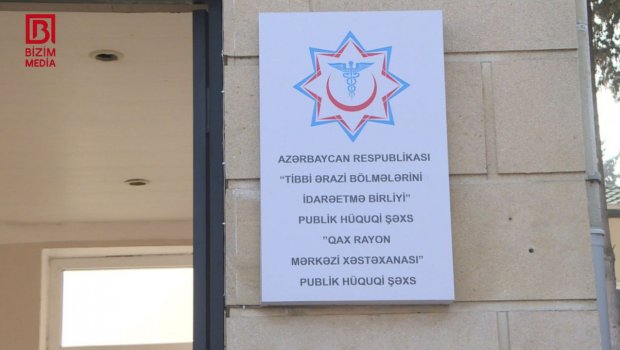 BİZİM
MEDİA
AZƏRBAYCAN RESPUBLİKASI
“TİBBİ ƏRAZİ BÖLMƏLƏRİNİ
İDARƏETMƏ BİRLİYİ”
PUBLİK HÜQUQİ ŞƏXS
”QAX RAYON
MƏRKƏZİ XƏSTƏXANASI”
PUBLİK HÜQUQİ ŞƏXS